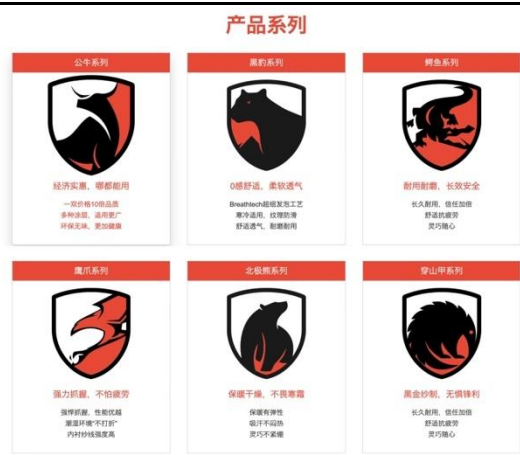 产品系列
公牛系列
经济实惠，哪都能用
一双价格10倍品质
多种涂层，适用更广
环保无味，更加健康
黑豹系列
0感舒适，柔软透气
Breathtech超细发泡工艺
寒冷适用，纹理防滑
舒适透气，耐磨耐用
鳄鱼系列
耐用耐磨，长效安全
长久耐用，信任加倍
舒适抗疲劳
灵巧随心
鹰爪系列
强力抓握，不怕疲劳
强悍抓握，性能优越
潮湿环境“不打折”
内衬纱线强度高
北极熊系列
保暖干燥，不畏寒霜
保暖有弹性
吸汗不闷热
灵巧不紧绷
穿山甲系列
黑金纱制，无惧锋利
长久耐用，信任加倍
舒适抗疲劳
灵巧随心